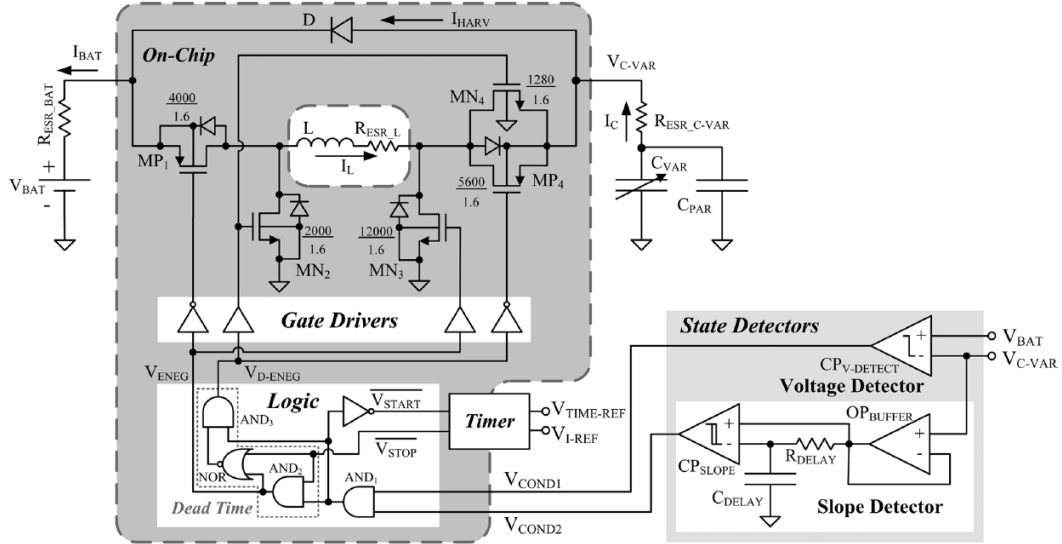 D
I_HARV
I_BAT
On-Chip
V_C-VAR
R_ESR_BAT
4000
1.6
1280
1.6
MN_4
L
R_ESR_L
I_C
R_ESR_C-VAR
MP_1
I_L
+
V_BAT
-
5600
1.6
MP_4
C_VAR
C_PAR
2000
1.6
12000
1.6
MN_2
MN_3
Gate Drivers
State Detectors
+
-
V_BAT
V_C-VAR
CP_V-DETECT
Voltage Detector
V_ENEG
V_D-ENEG
Logic
V_START
AND_3
Timer
V_TIME-REF
V_I-REF
V_STOP
OP_BUFFER
+
-
+
-
CP_SLOPE
R_DELAY
NOR
AND_2
AND_1
V_COND1
C_DELAY
Dead Time
Slope Detector
V_COND2